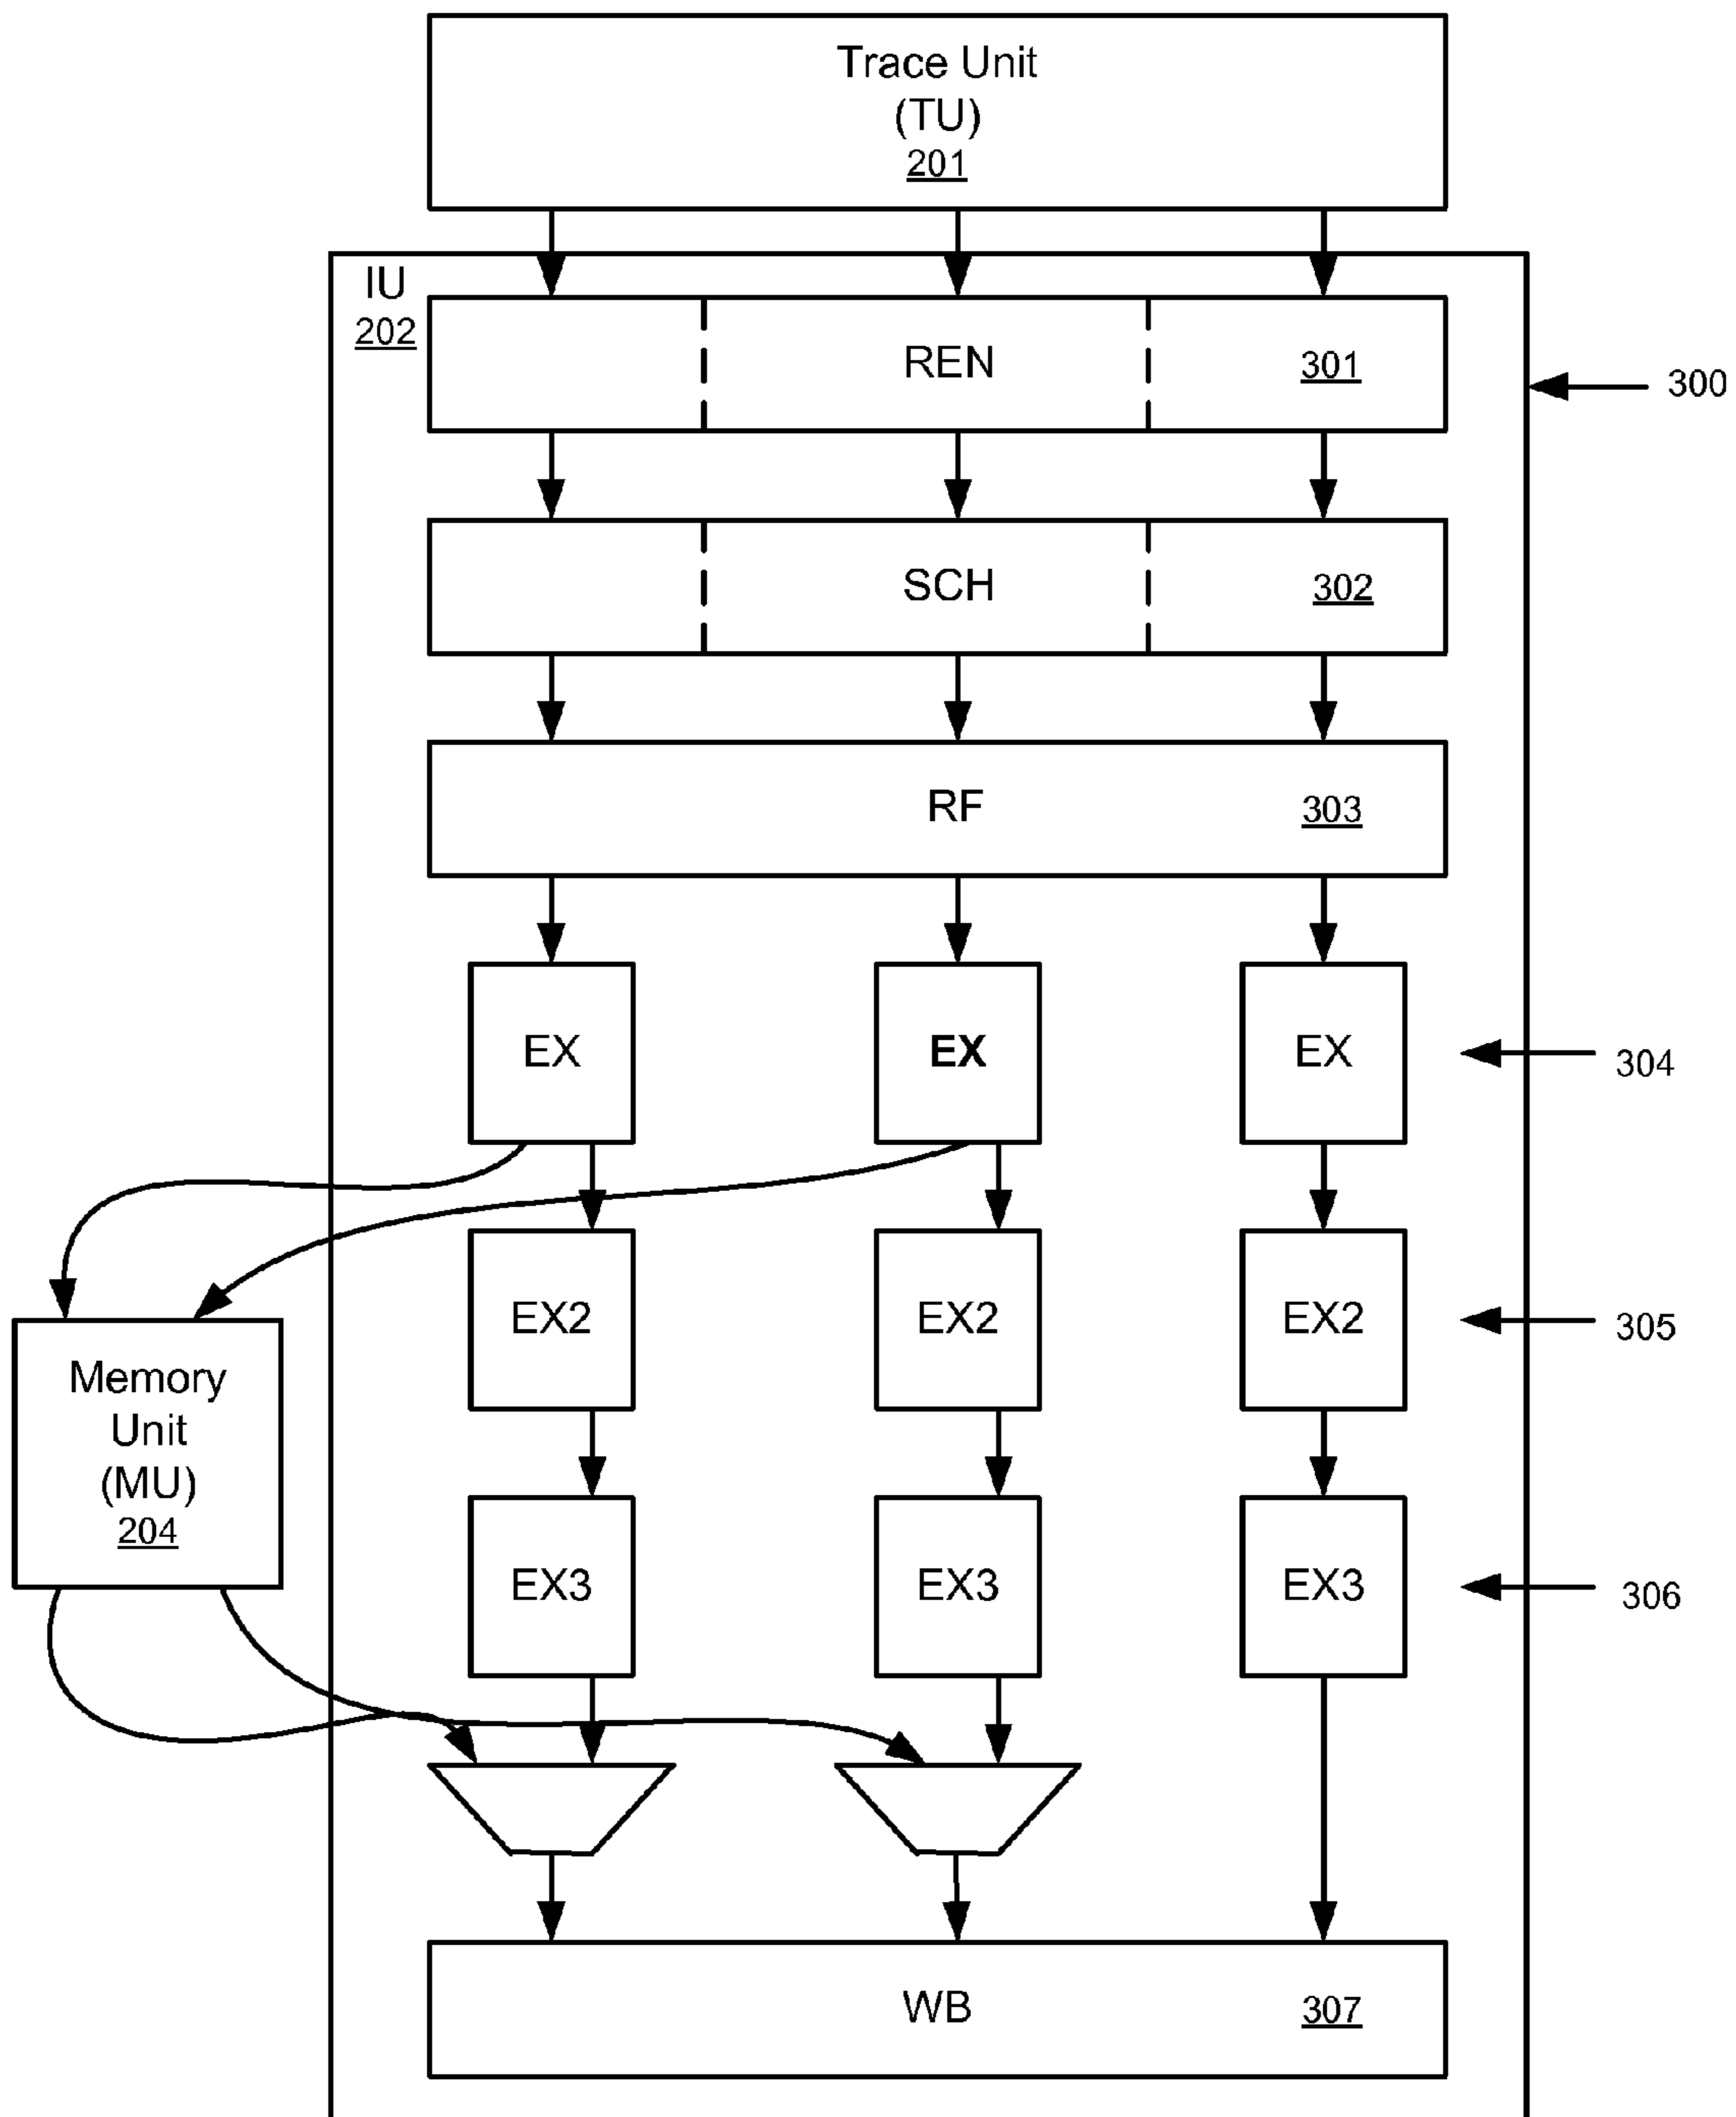 Trace Unit
(TU)
201
IU
202
REN
301
300
SCH
302
RF
303
EX
EX
EX
304
EX2
EX2
EX2
305
Memory
Unit
(MU)
204
EX3
EX3
EX3
306
WB
307